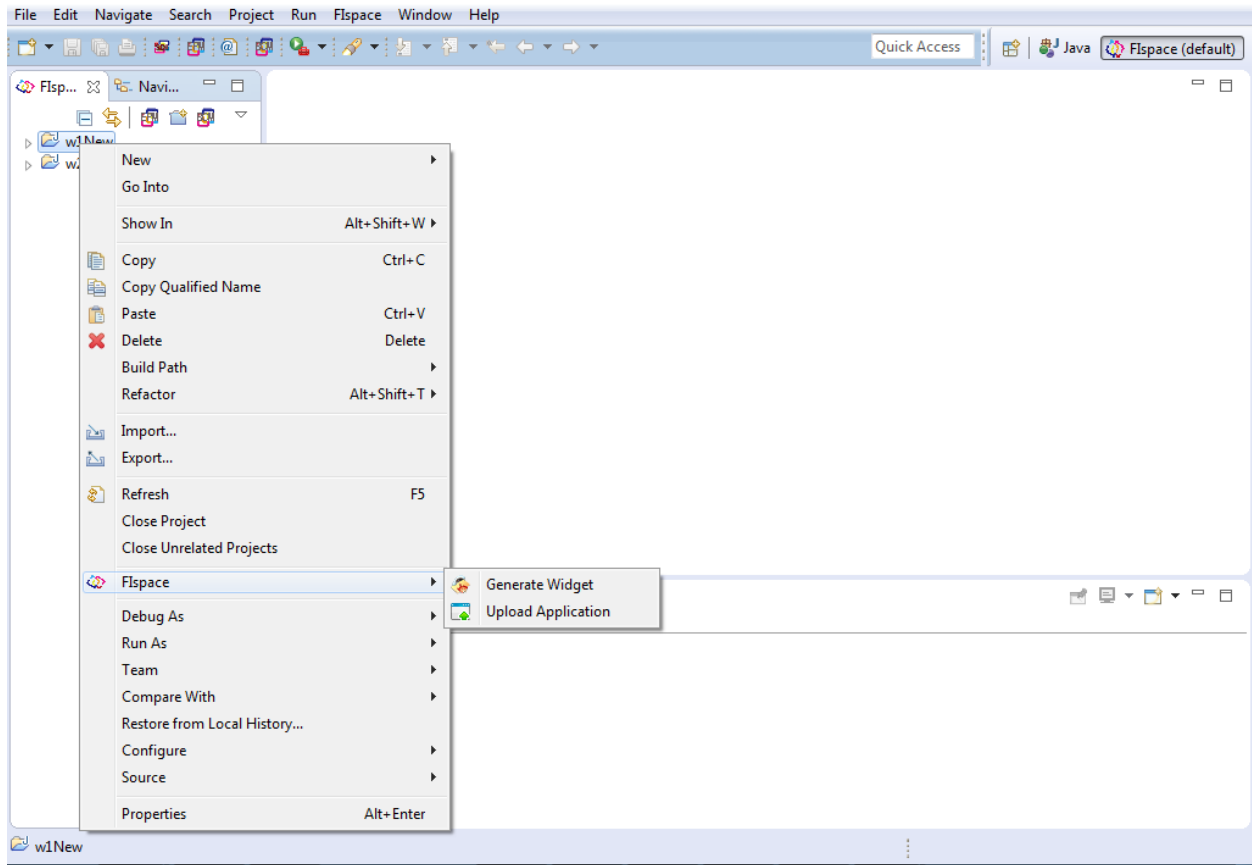 File Edit Navigate Search Project Run FIspace Window Help
Quick Access Java FIspace (default)
FIsp... Navi...
w1New
New
Go Into
Show In Alt+Shift+W
Copy Ctrl+C
Copy Qualified Name
Paste Ctrl+V
Delete Delete
Build Path
Refactor Alt+Shift+T
Import...
Export...
Refresh F5
Close Project
Close Unrelated Projects
FIspace
Generate Widget
Upload Application
Debug As
Run As
Team
Compare With
Restore from Local History...
Configure
Source
Properties Alt+Enter
w1New